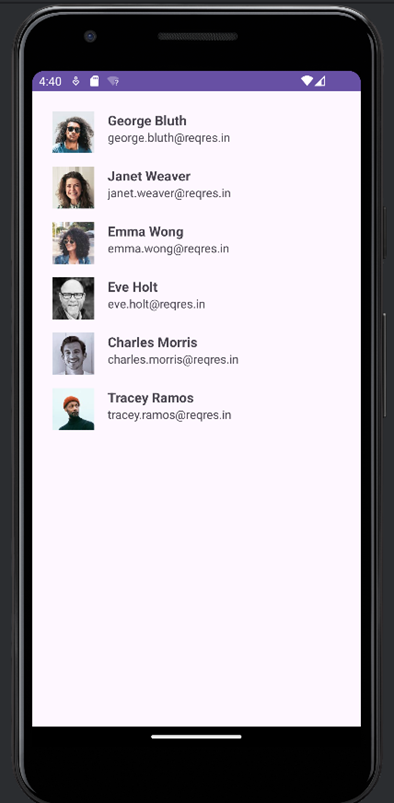 4:40
George Bluth
george.bluth@reqres.in
Janet Weaver
janet.weaver@reqres.in
Emma Wong
emma.wong@reqres.in
Eve Holt
eve.holt@reqres.in
Charles Morris
charles.morris@reqres.in
Tracey Ramos
tracey.ramos@reqres.in